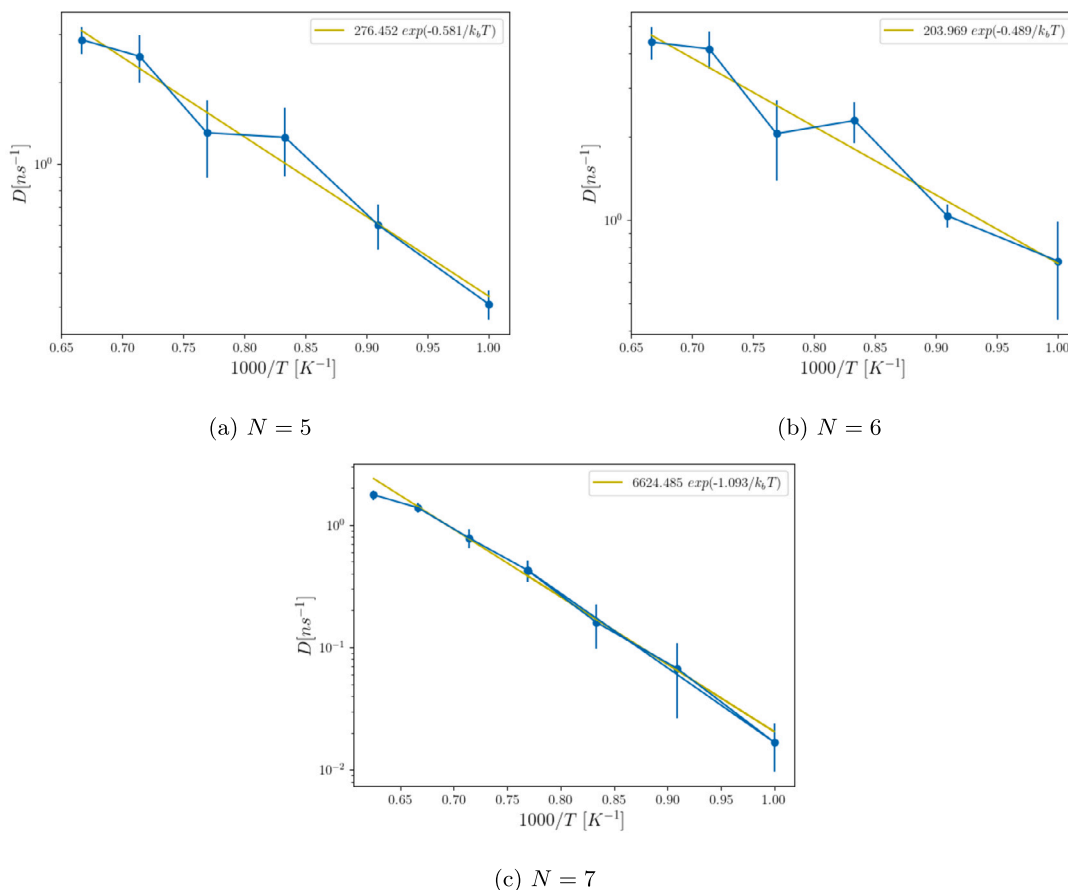 276.452 exp(-0.581/k_bT)
10^0
D[ns^{-1}]
0.65 0.70 0.75 0.80 0.85 0.90 0.95 1.00
1000/T [K^{-1}]
(a) N = 5
203.969 exp(-0.489/k_bT)
10^0
D[ns^{-1}]
0.65 0.70 0.75 0.80 0.85 0.90 0.95 1.00
1000/T [K^{-1}]
(b) N = 6
6624.485 exp(-1.093/k_bT)
10^0
10^{-1}
10^{-2}
D[ns^{-1}]
0.65 0.70 0.75 0.80 0.85 0.90 0.95 1.00
1000/T [K^{-1}]
(c) N = 7